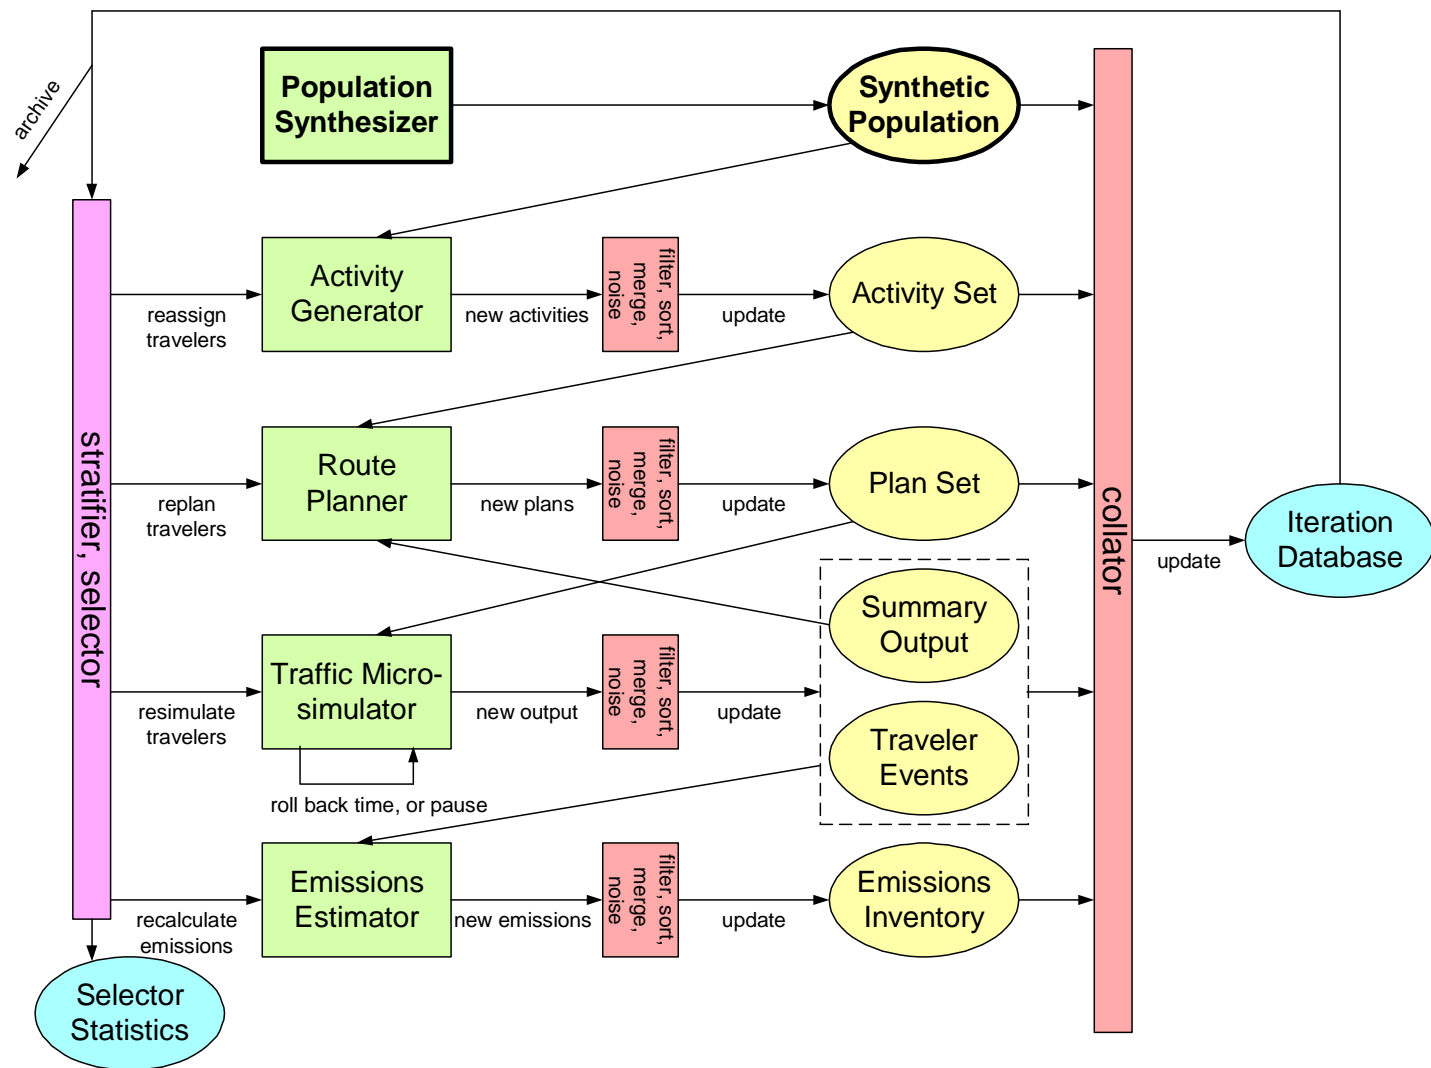 archive
Population
Synthesizer
Synthetic
Population
Activity
Generator
filter, sort,
merge,
noise
Activity Set
reassign
travelers
new activities
update
stratifier, selector
Route
Planner
filter, sort,
merge,
noise
Plan Set
replan
travelers
new plans
update
collator
Iteration
Database
update
Summary
Output
Traffic Micro-
simulator
filter, sort,
merge,
noise
resimulate
travelers
new output
update
Traveler
Events
roll back time, or pause
Emissions
Estimator
filter, sort,
merge,
noise
Emissions
Inventory
recalculate
emissions
new emissions
update
Selector
Statistics